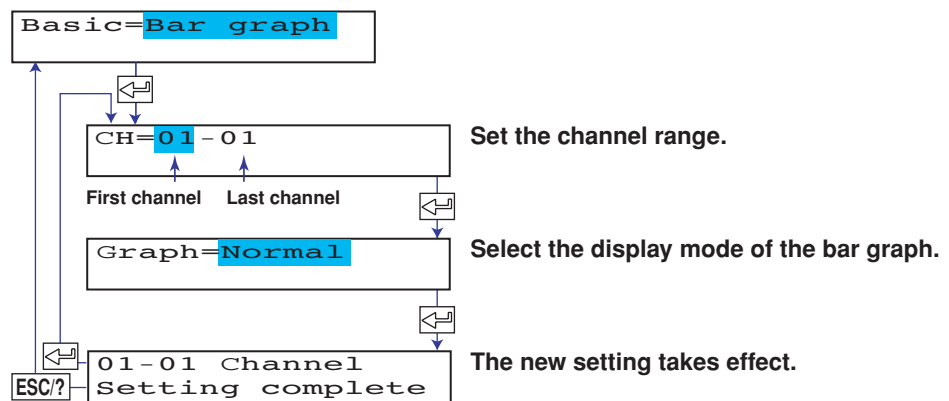 Basic=Bar graph
CH=01-01
Set the channel range.
First channel
Last channel
Graph=Normal
Select the display mode of the bar graph.
01-01 Channel
Setting complete
The new setting takes effect.
ESC/?